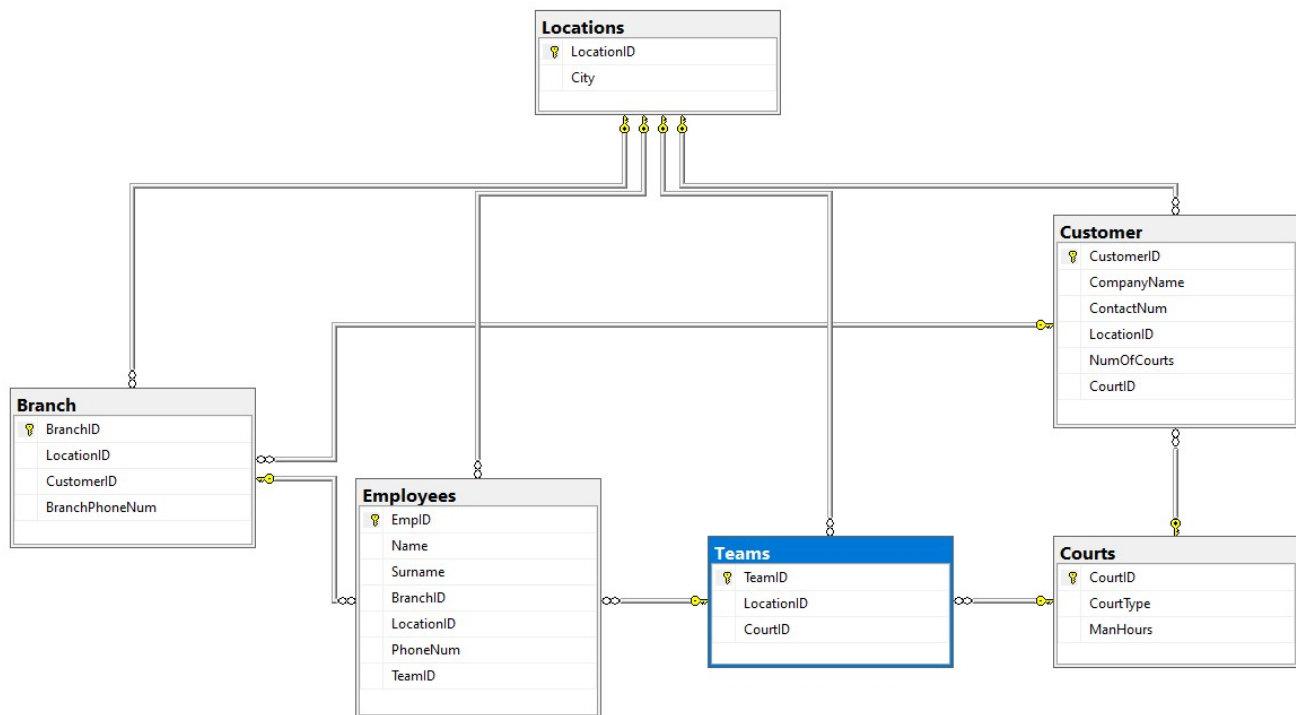 Locations
LocationID
City
Customer
CustomerID
CompanyName
ContactNum
LocationID
NumOfCourts
CourtID
Branch
BranchID
LocationID
CustomerID
BranchPhoneNum
Employees
EmpID
Name
Surname
BranchID
LocationID
PhoneNum
TeamID
Teams
TeamID
LocationID
CourtID
Courts
CourtID
CourtType
ManHours